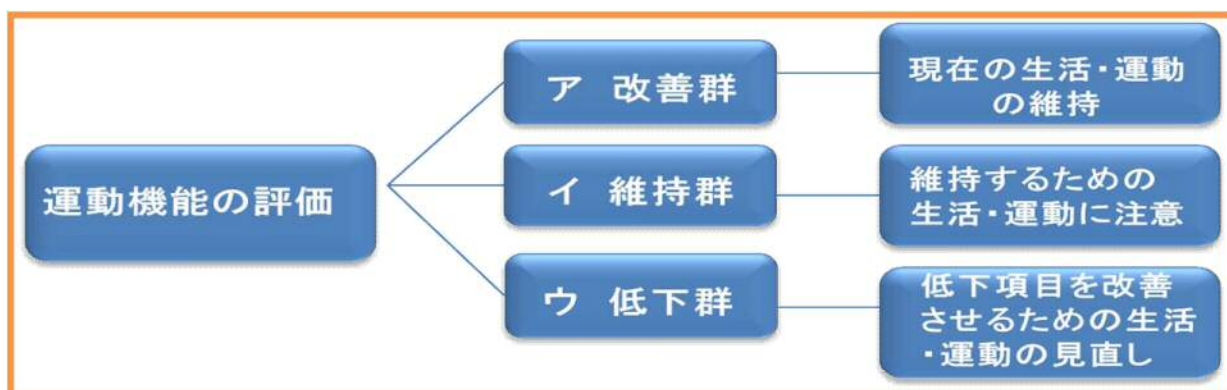 運動機能の評価
ア 改善群
現在の生活・運動
の維持
イ 維持群
維持するための
生活・運動に注意
ウ 低下群
低下項目を改善
させるための生活
・運動の見直し